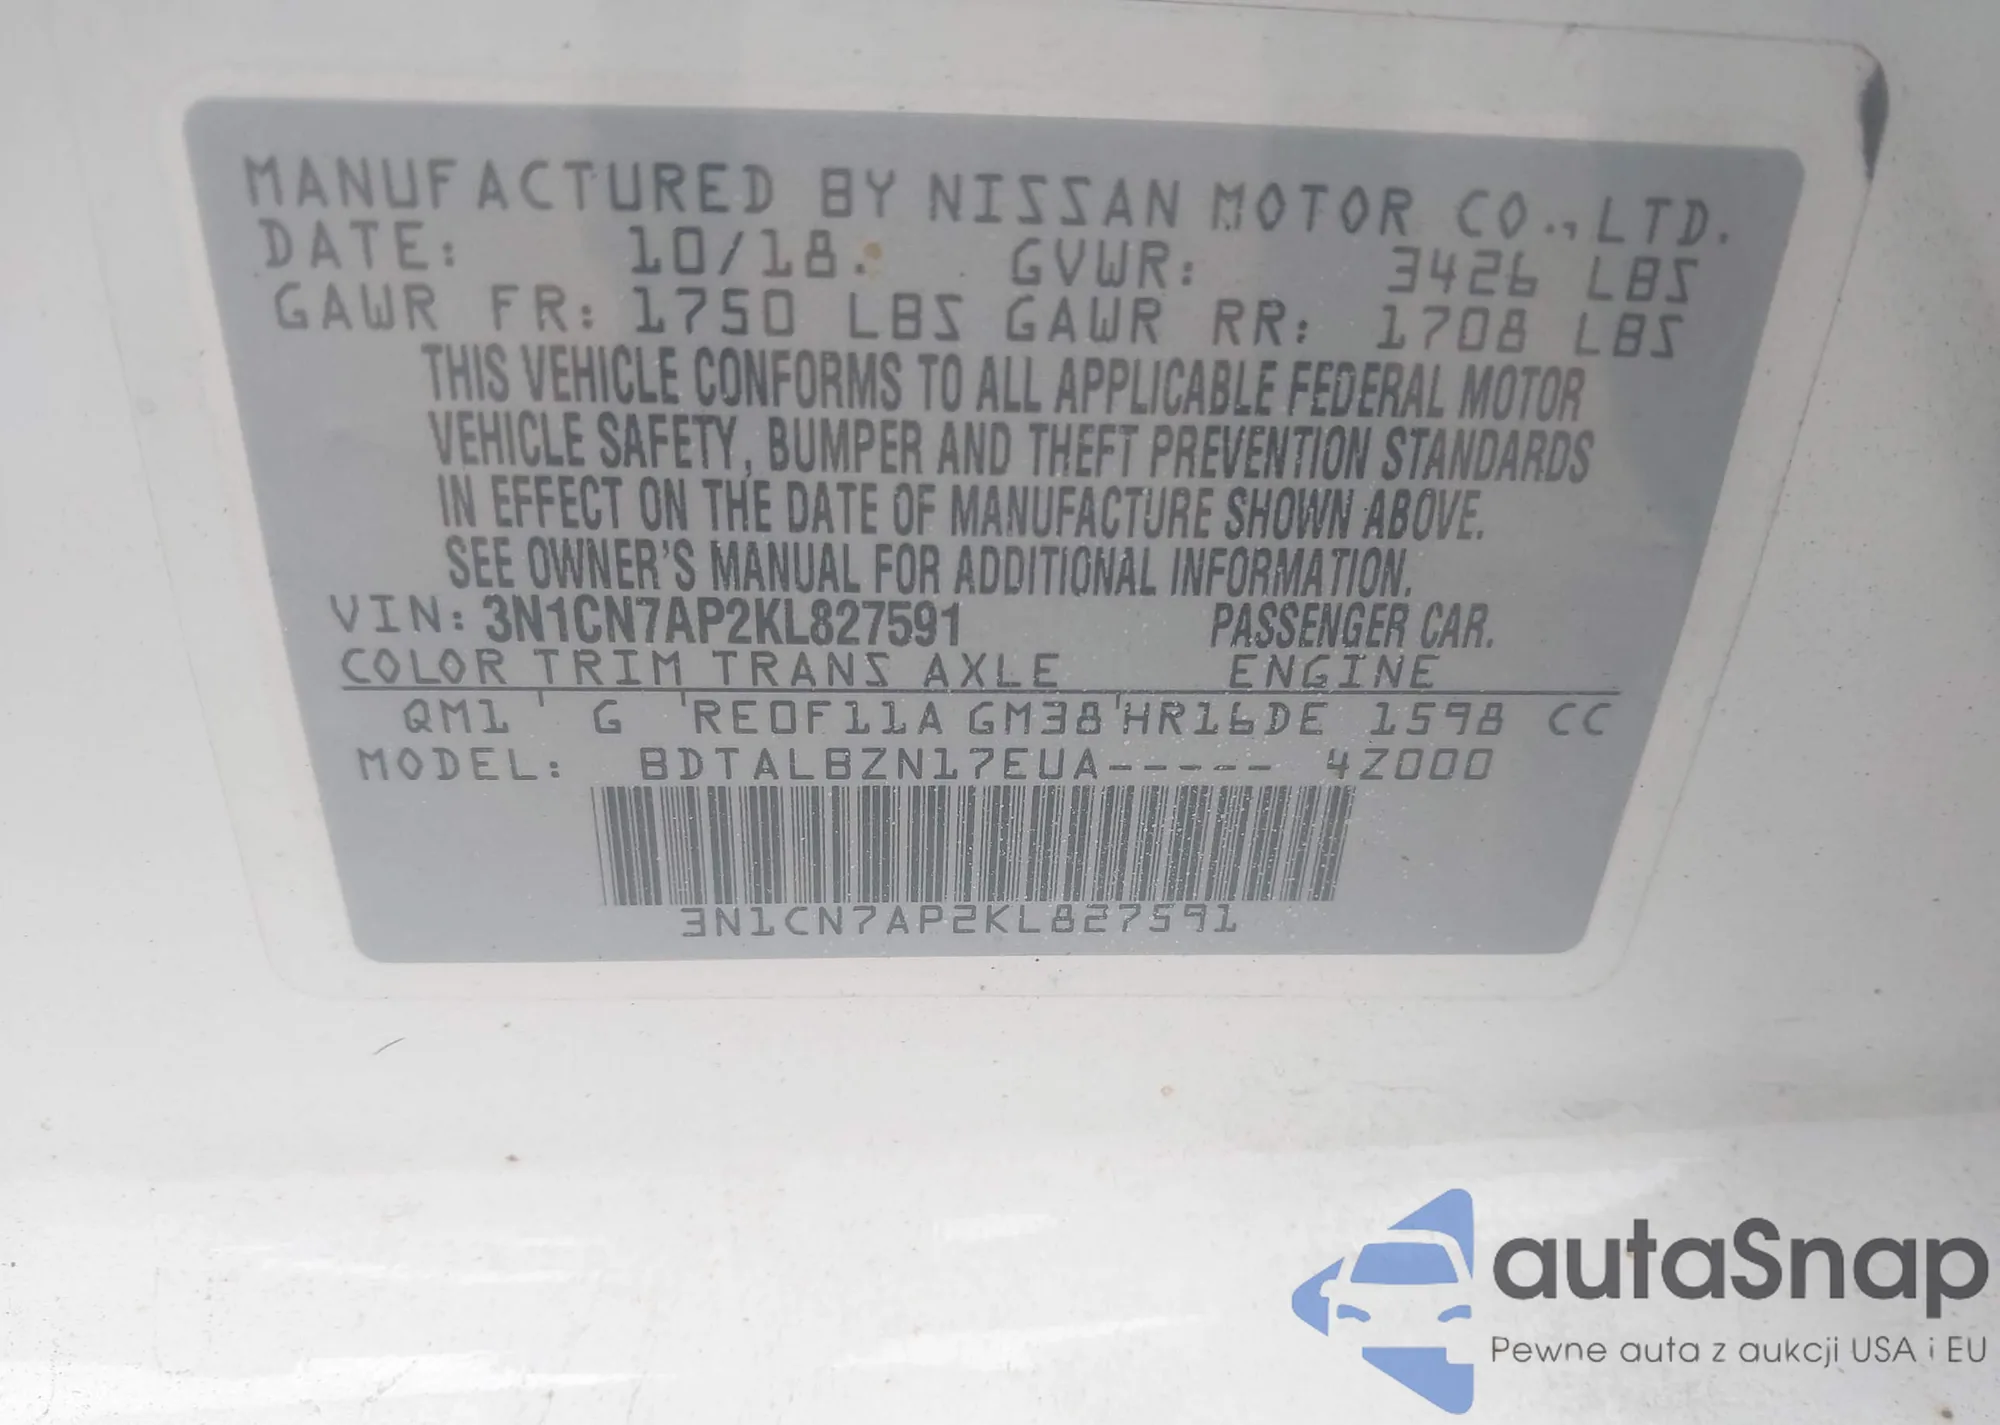 MANUFACTURED BY NISSAN MOTOR CO., LTD.
DATE: 10/18. GVWR: 3426 LBS
GAWR FR: 1750 LBS GAWR RR: 1708 LBS
THIS VEHICLE CONFORMS TO ALL APPLICABLE FEDERAL MOTOR
VEHICLE SAFETY, BUMPER AND THEFT PREVENTION STANDARDS
IN EFFECT ON THE DATE OF MANUFACTURE SHOWN ABOVE.
SEE OWNER'S MANUAL FOR ADDITIONAL INFORMATION.
VIN: 3N1CN7AP2KL827591 PASSENGER CAR.
COLOR TRIM TRANS AXLE ENGINE
QM1 ' G ' RE0F11A GM38 ' HR16DE 1598 CC
MODEL: BDTALBZN17EUA----- 4Z000
3N1CN7AP2KL827591
autaSnap
Pewne auta z aukcji USA i EU